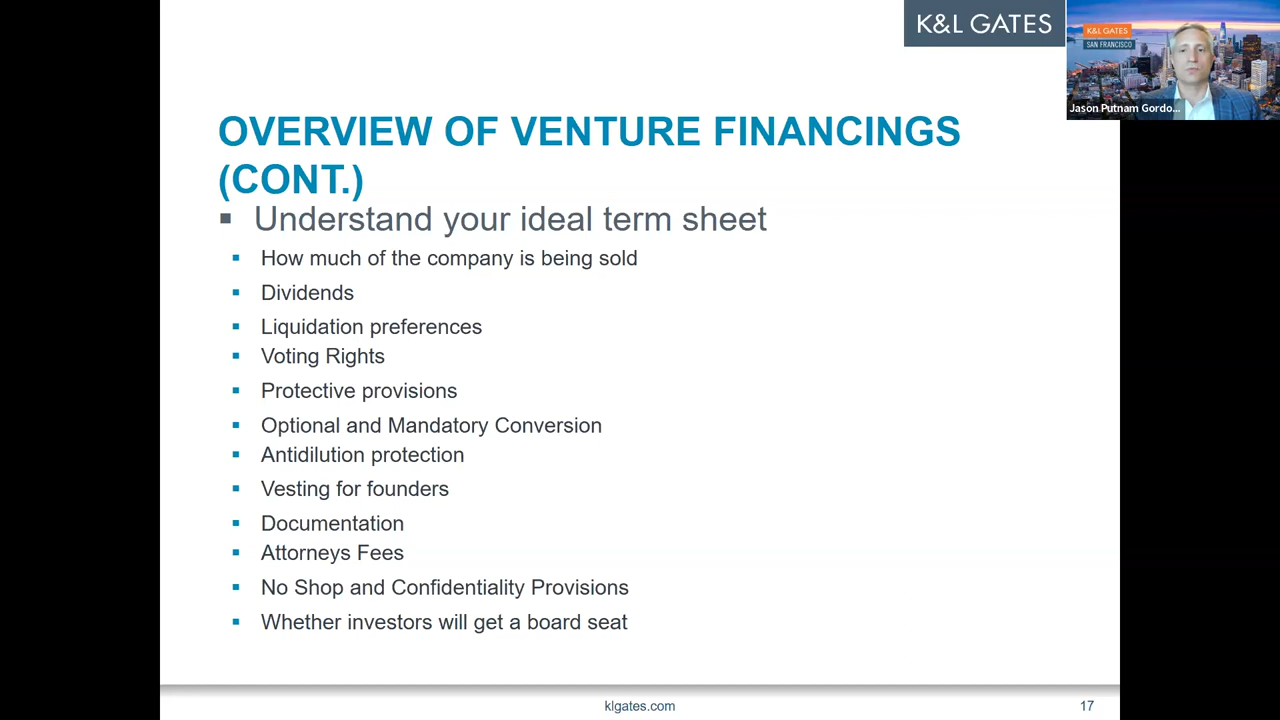 K&L GATES
K&L GATES
SAN FRANCISCO
Jason Putnam Gordo...
OVERVIEW OF VENTURE FINANCINGS
(CONT.)
Understand your ideal term sheet
How much of the company is being sold
Dividends
Liquidation preferences
Voting Rights
Protective provisions
Optional and Mandatory Conversion
Antidilution protection
Vesting for founders
Documentation
Attorneys Fees
No Shop and Confidentiality Provisions
Whether investors will get a board seat
klgates.com
17